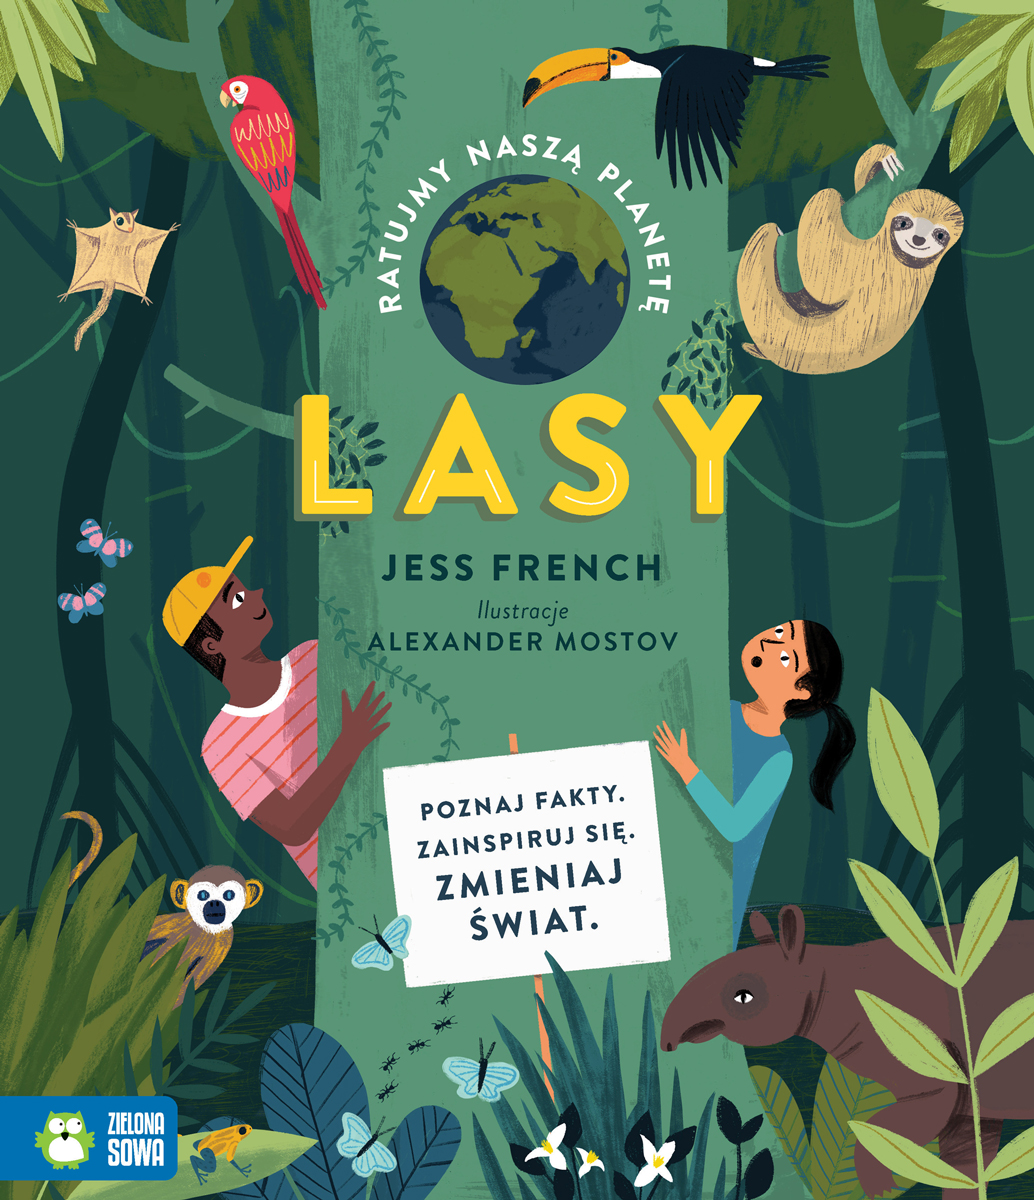 RATUJMY NASZĄ PLANETĘ
LASY
JESS FRENCH
Ilustracje
ALEXANDER MOSTOV
POZNAJ FAKTY.
ZAINSPIRUJ SIĘ.
ZMIENIAJ
ŚWIAT.
ZIELONA
SOWA